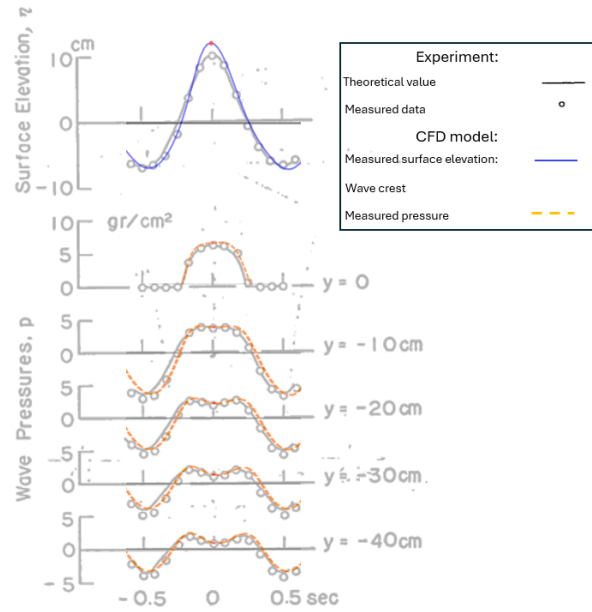 cm
10
0
-10
Surface Elevation, η
Experiment:
Theoretical value
Measured data
CFD model:
Measured surface elevation:
Wave crest
Measured pressure
gr/cm²
10
5
0
y = 0
5
0
y = -10cm
5
0
y = -20cm
5
0
y = -30cm
5
0
-5
y = -40cm
Wave Pressures, p
-0.5
0
0.5 sec